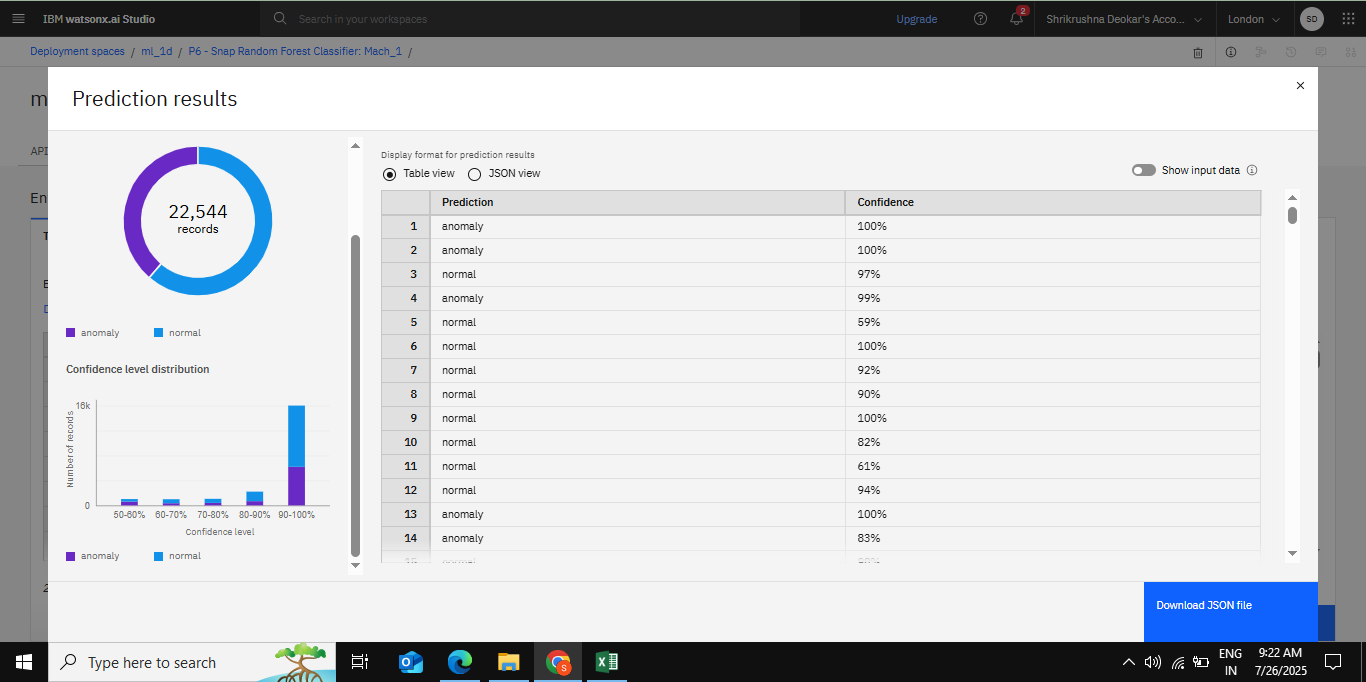 IBM watsonx.ai Studio
Search in your workspaces
Upgrade
2
Shrikrushna Deokar's Acco...
London
SD
Deployment spaces / ml_1d / P6 - Snap Random Forest Classifier: Mach_1 /
Prediction results
API
22,544
records
anomaly normal
Confidence level distribution
16k
Number of records
0
50-60% 60-70% 70-80% 80-90% 90-100%
Confidence level
anomaly normal
Display format for prediction results
Table view JSON view
Show input data
Prediction Confidence
1 anomaly 100%
2 anomaly 100%
3 normal 97%
4 anomaly 99%
5 normal 59%
6 normal 100%
7 normal 92%
8 normal 90%
9 normal 100%
10 normal 82%
11 normal 61%
12 normal 94%
13 anomaly 100%
14 anomaly 83%
Download JSON file
Type here to search
ENG
IN
9:22 AM
7/26/2025